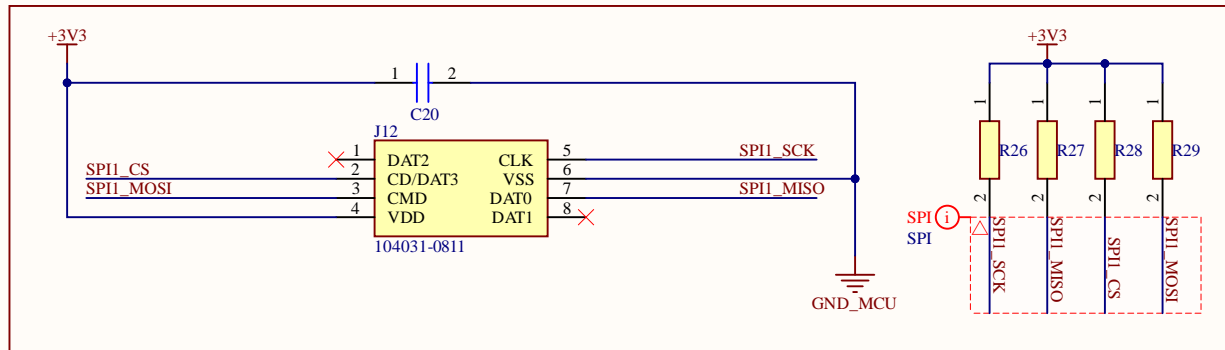 +3V3
1 2
C20
J12
1 DAT2 CLK 5 SPI1_SCK
SPI1_CS 2 CD/DAT3 VSS 6
SPI1_MOSI 3 CMD DAT0 7 SPI1_MISO
4 VDD DAT1 8
104031-0811
GND_MCU
+3V3
1 1 1 1
R26 R27 R28 R29
2 2 2 2
SPI i
SPI
SPI1_SCK
SPI1_MISO
SPI1_CS
SPI1_MOSI